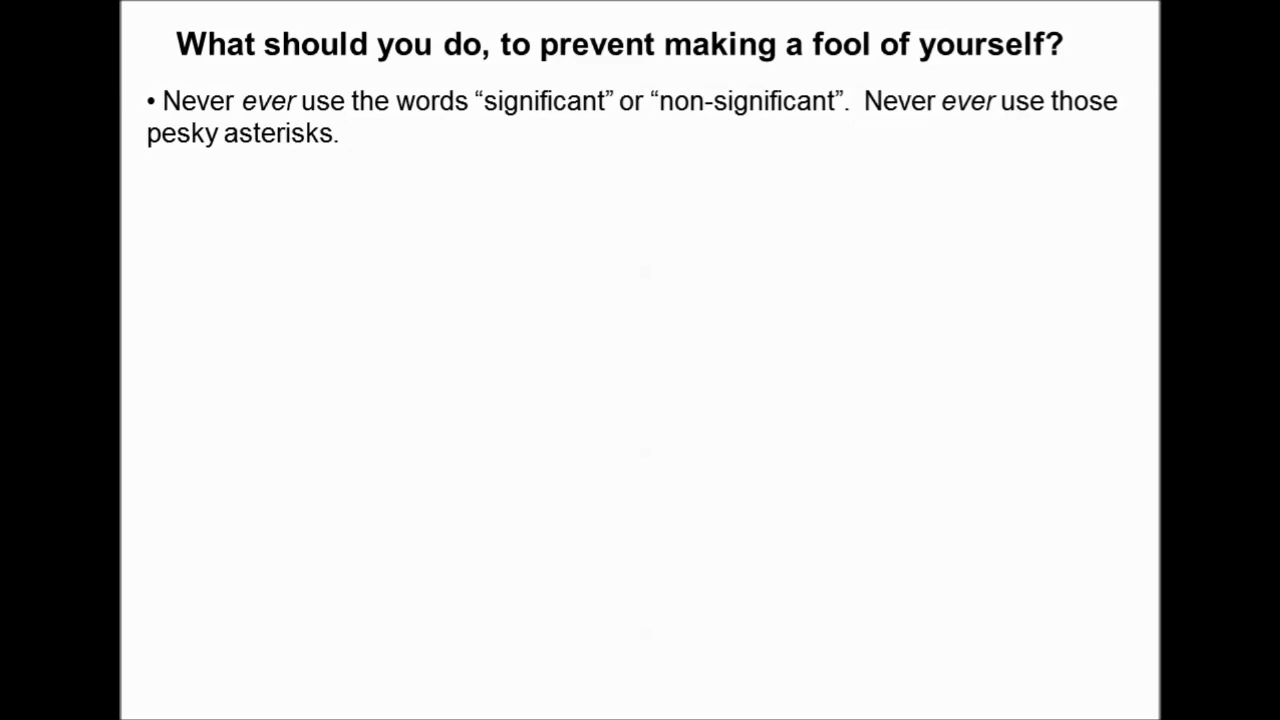 What should you do, to prevent making a fool of yourself?
• Never ever use the words “significant” or “non-significant”.  Never ever use those
pesky asterisks.